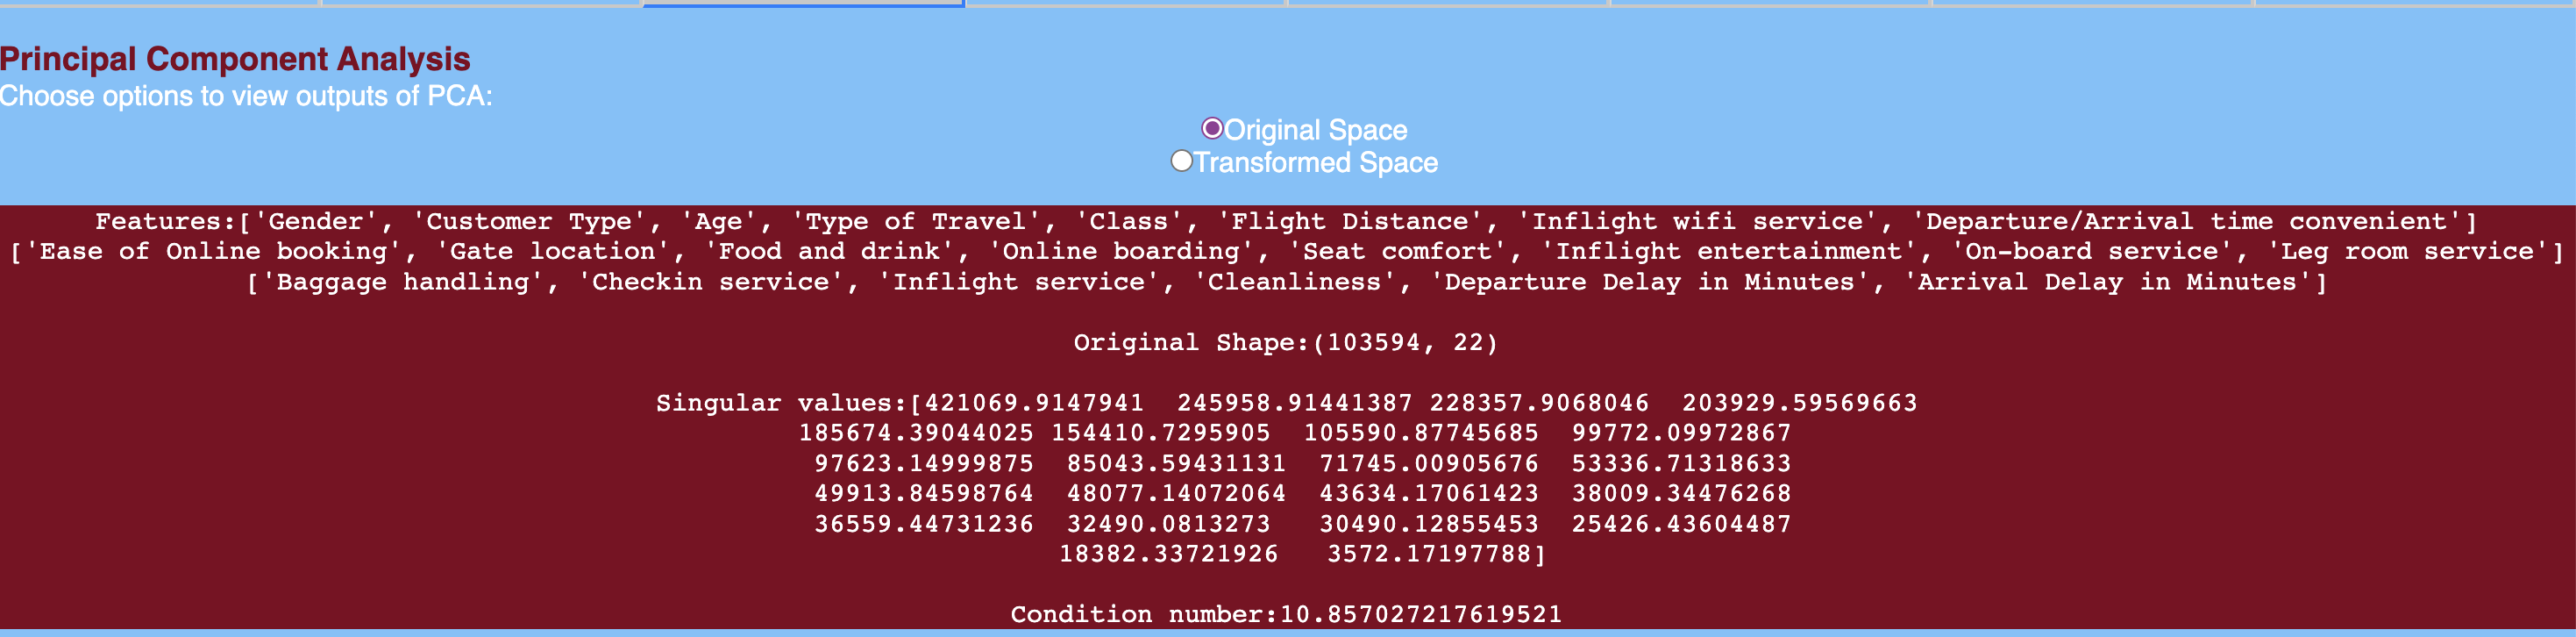 Principal Component Analysis
Choose options to view outputs of PCA:
Original Space
Transformed Space
Features:['Gender', 'Customer Type', 'Age', 'Type of Travel', 'Class', 'Flight Distance', 'Inflight wifi service', 'Departure/Arrival time convenient']
['Ease of Online booking', 'Gate location', 'Food and drink', 'Online boarding', 'Seat comfort', 'Inflight entertainment', 'On-board service', 'Leg room service']
['Baggage handling', 'Checkin service', 'Inflight service', 'Cleanliness', 'Departure Delay in Minutes', 'Arrival Delay in Minutes']
Original Shape:(103594, 22)
Singular values:[421069.9147941  245958.91441387 228357.9068046  203929.59569663
185674.39044025 154410.7295905  105590.87745685  99772.09972867
97623.14999875  85043.59431131  71745.00905676  53336.71318633
49913.84598764  48077.14072064  43634.17061423  38009.34476268
36559.44731236  32490.0813273   30490.12855453  25426.43604487
18382.33721926   3572.17197788]
Condition number:10.857027217619521